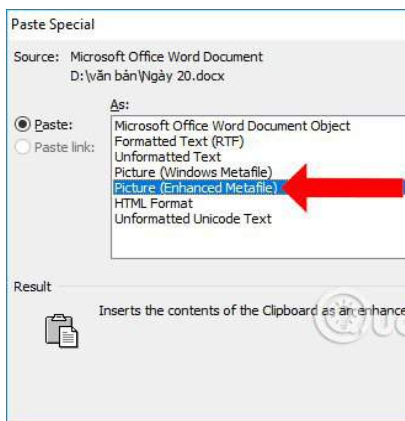 Paste Special
Source: Microsoft Office Word Document
D:\văn bản\Ngày 20.docx
As:
Paste:
Paste link:
Microsoft Office Word Document Object
Formatted Text (RTF)
Unformatted Text
Picture (Windows Metafile)
Picture (Enhanced Metafile)
HTML Format
Unformatted Unicode Text
Result
Inserts the contents of the Clipboard as an enhance